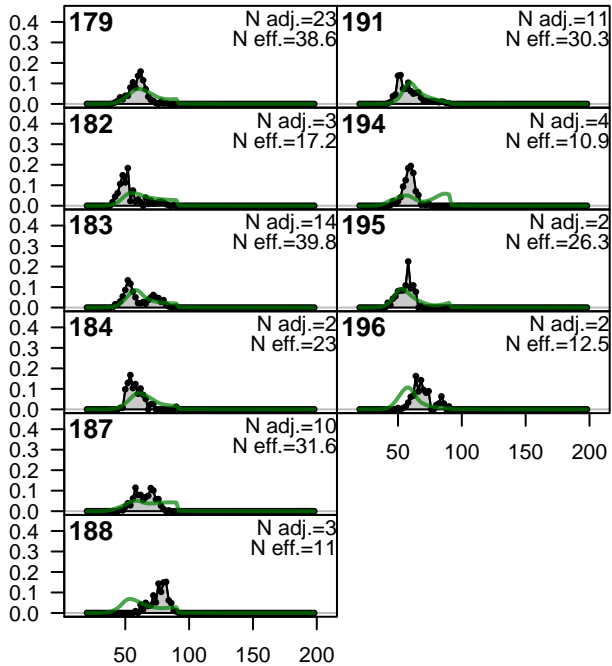 179
N adj.=23
N eff.=38.6
182
N adj.=3
N eff.=17.2
183
N adj.=14
N eff.=39.8
184
N adj.=2
N eff.=23
187
N adj.=10
N eff.=31.6
188
N adj.=3
N eff.=11
191
N adj.=11
N eff.=30.3
194
N adj.=4
N eff.=10.9
195
N adj.=2
N eff.=26.3
196
N adj.=2
N eff.=12.5
0.4
0.3
0.2
0.1
0.0
0.4
0.3
0.2
0.1
0.0
0.4
0.3
0.2
0.1
0.0
0.4
0.3
0.2
0.1
0.0
0.4
0.3
0.2
0.1
0.0
0.4
0.3
0.2
0.1
0.0
50 100 150 200
50 100 150 200